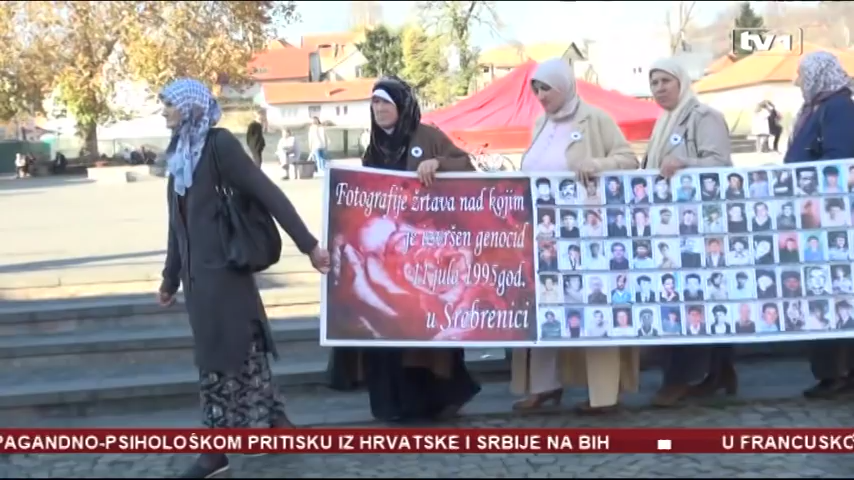 tv1
Fotografije žrtava nad kojim
je izvršen genocid
11 jula 1995 god.
u Srebrenici
PAGANDNO-PSIHOLOŠKOM PRITISKU IZ HRVATSKE I SRBIJE NA BIH U FRANCUSKO